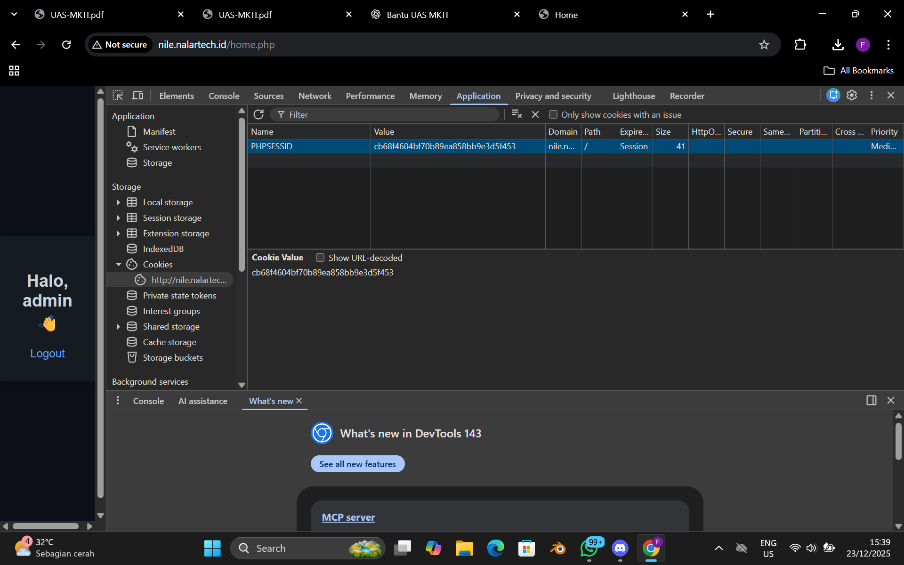 UAS-MKTI.pdf
UAS-MKTI.pdf
Bantu UAS MKTI
Home
Not secure
nile.nalartech.id/home.php
F
All Bookmarks
Elements Console Sources Network Performance Memory Application Privacy and security Lighthouse Recorder
Application
Manifest
Service workers
Storage
Storage
Local storage
Session storage
Extension storage
IndexedDB
Cookies
http://nile.nalartec...
Private state tokens
Interest groups
Shared storage
Cache storage
Storage buckets
Background services
Filter
Only show cookies with an issue
Name Value Domain Path Expire... Size HttpO... Secure Same... Partiti... Cross ... Priority
PHPSESSID cb68f4604bf70b89ea858bb9e3d5f453 nile.n... / Session 41 Medi...
Cookie Value Show URL-decoded
cb68f4604bf70b89ea858bb9e3d5f453
Halo,
admin
Logout
Console AI assistance What's new
What's new in DevTools 143
See all new features
MCP server
4
32°C
Sebagian cerah
Search
99+
F
ENG
US
15:39
23/12/2025